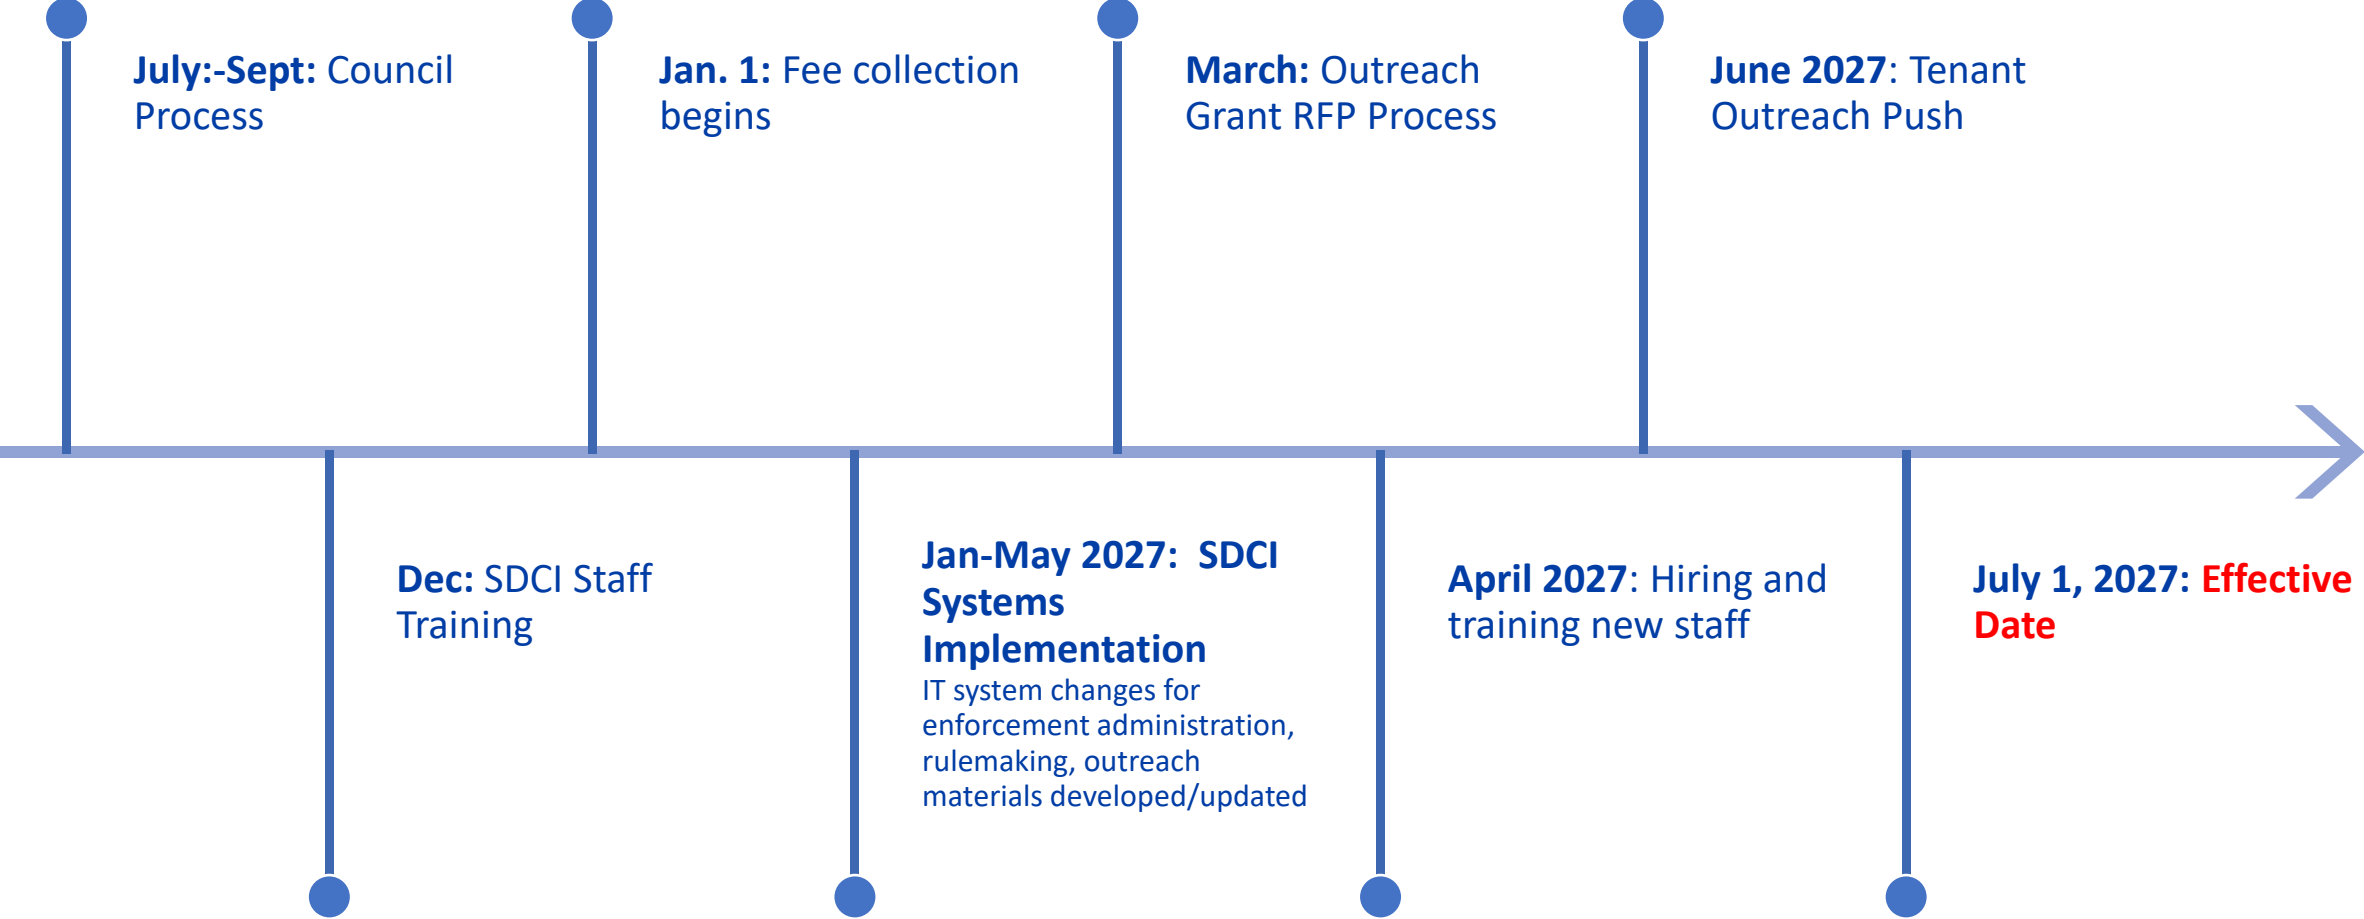 July:-Sept: Council
Process
Jan. 1: Fee collection
begins
March: Outreach
Grant RFP Process
June 2027: Tenant
Outreach Push
Dec: SDCI Staff
Training
Jan-May 2027:  SDCI
Systems
Implementation
IT system changes for
enforcement administration,
rulemaking, outreach
materials developed/updated
April 2027: Hiring and
training new staff
July 1, 2027: Effective
Date